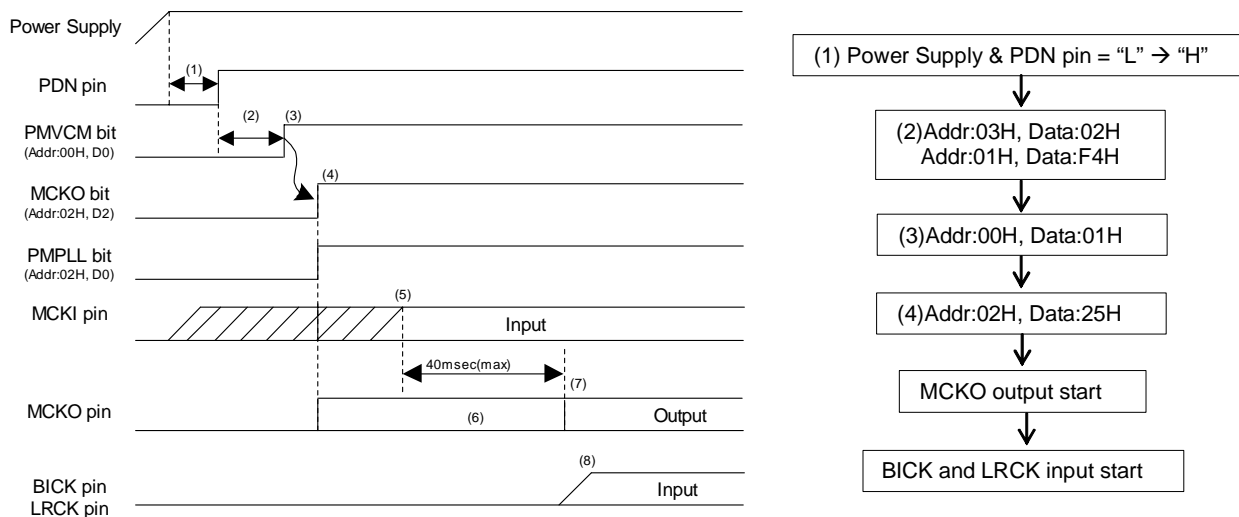 Power Supply
(1)
PDN pin
(2)
(3)
PMVCM bit
(Addr:00H, D0)
(4)
MCKO bit
(Addr:02H, D2)
PMPLL bit
(Addr:02H, D0)
(5)
MCKI pin
Input
40msec(max)
(7)
MCKO pin
(6)
Output
(8)
BICK pin
LRCK pin
Input
(1) Power Supply & PDN pin = “L” → “H”
(2)Addr:03H, Data:02H
Addr:01H, Data:F4H
(3)Addr:00H, Data:01H
(4)Addr:02H, Data:25H
MCKO output start
BICK and LRCK input start